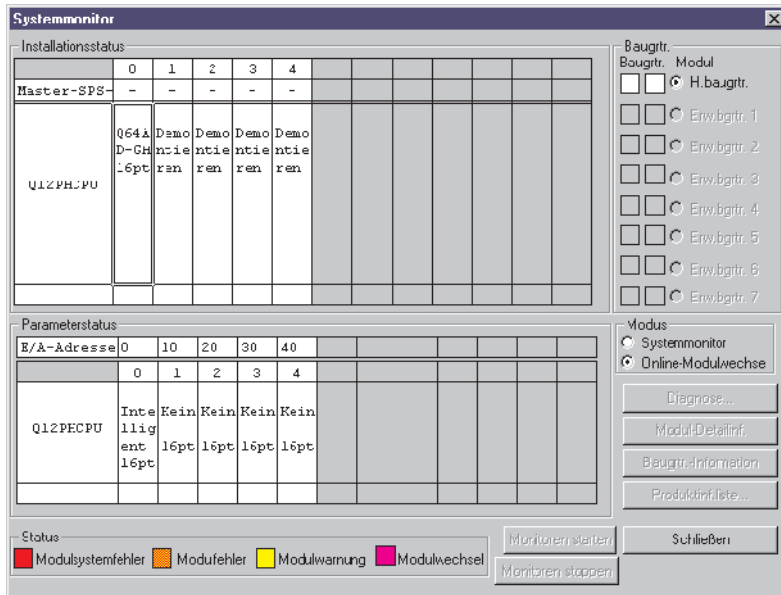 Systemmonitor
Installationsstatus
0 1 2 3 4
Master-SPS- - - - - -
Q12PHCPU
Q64A Demo Demo Demo Demo
D-GH ntie ntie ntie ntie
16pt ren ren ren ren
Baugrtr.
Baugrtr. Modul
H.baugrtr.
Erw.bgrtr. 1
Erw.bgrtr. 2
Erw.bgrtr. 3
Erw.bgrtr. 4
Erw.bgrtr. 5
Erw.bgrtr. 6
Erw.bgrtr. 7
Parameterstatus
E/A-Adresse 0 10 20 30 40
0 1 2 3 4
Q12PHCPU
Inte Kein Kein Kein Kein
llig
ent 16pt 16pt 16pt 16pt
16pt
Modus
Systemmonitor
Online-Modulwechse
Diagnose...
Modul-Detailinf.
Baugrtr.-Information
Produktinf.liste...
Status
Modulsystemfehler Modufehler Modulwarnung Modulwechsel
Monitoren starten
Monitoren stoppen
Schließen